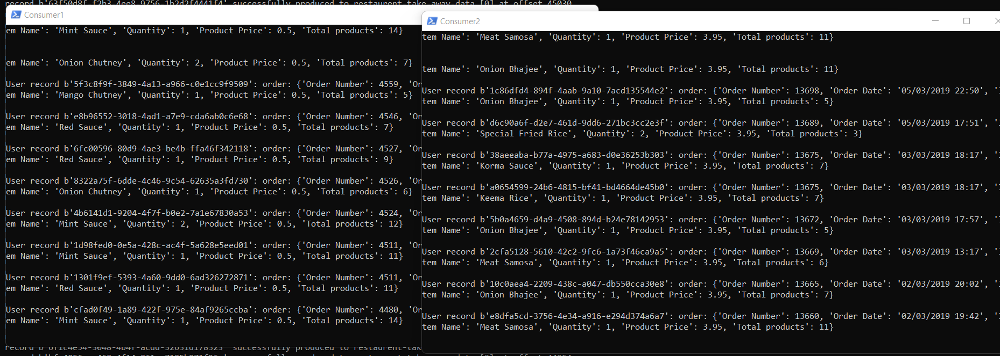 record b'63f50d8f-f2b3-4ee8-9756-1b2d2f4441f4' successfully produced to restaurent-take-away-data [0] at offset 45030
Consumer1
em Name': 'Mint Sauce', 'Quantity': 1, 'Product Price': 0.5, 'Total products': 14}
em Name': 'Onion Chutney', 'Quantity': 2, 'Product Price': 0.5, 'Total products': 7}
User record b'5f3c8f9f-3849-4a13-a966-c0e1cc9f9509': order: {'Order Number': 4559, 'Or
em Name': 'Mango Chutney', 'Quantity': 1, 'Product Price': 0.5, 'Total products': 5}
User record b'e8b96552-3018-4ad1-a7e9-cda6ab0c6e68': order: {'Order Number': 4546, 'Or
em Name': 'Red Sauce', 'Quantity': 1, 'Product Price': 0.5, 'Total products': 7}
User record b'6fc00596-80d9-4ae3-be4b-ffa46f342118': order: {'Order Number': 4527, 'Or
em Name': 'Red Sauce', 'Quantity': 1, 'Product Price': 0.5, 'Total products': 9}
User record b'8322a75f-6dde-4c46-9c54-62635a3fd730': order: {'Order Number': 4526, 'Or
em Name': 'Onion Chutney', 'Quantity': 1, 'Product Price': 0.5, 'Total products': 6}
User record b'4b6141d1-9204-4f7f-b0e2-7a1e67830a53': order: {'Order Number': 4524, 'Or
em Name': 'Mint Sauce', 'Quantity': 2, 'Product Price': 0.5, 'Total products': 12}
User record b'1d98fed0-0e5a-428c-ac4f-5a628e5eed01': order: {'Order Number': 4511, 'Or
em Name': 'Mint Sauce', 'Quantity': 1, 'Product Price': 0.5, 'Total products': 11}
User record b'1301f9ef-5393-4a60-9dd0-6ad326272871': order: {'Order Number': 4511, 'Or
em Name': 'Red Sauce', 'Quantity': 1, 'Product Price': 0.5, 'Total products': 11}
User record b'cfad0f49-1a89-422f-975e-84af9265ccba': order: {'Order Number': 4480, 'Or
em Name': 'Mint Sauce', 'Quantity': 1, 'Product Price': 0.5, 'Total products': 14}
Consumer2
tem Name': 'Meat Samosa', 'Quantity': 1, 'Product Price': 3.95, 'Total products': 11}
tem Name': 'Onion Bhajee', 'Quantity': 1, 'Product Price': 3.95, 'Total products': 11}
User record b'1c86dfd4-894f-4aab-9a10-7acd135544e2': order: {'Order Number': 13698, 'Order Date': '05/03/2019 22:50', 'I
tem Name': 'Onion Bhajee', 'Quantity': 1, 'Product Price': 3.95, 'Total products': 5}
User record b'd6c90a6f-d2e7-461d-9dd6-271bc3cc2e3f': order: {'Order Number': 13689, 'Order Date': '05/03/2019 17:51', 'I
tem Name': 'Special Fried Rice', 'Quantity': 2, 'Product Price': 3.95, 'Total products': 3}
User record b'38aeeaba-b77a-4975-a683-d0e36253b303': order: {'Order Number': 13675, 'Order Date': '03/03/2019 18:17', 'I
tem Name': 'Korma Sauce', 'Quantity': 1, 'Product Price': 3.95, 'Total products': 7}
User record b'a0654599-24b6-4815-bf41-bd4664de45b0': order: {'Order Number': 13675, 'Order Date': '03/03/2019 18:17', 'I
tem Name': 'Keema Rice', 'Quantity': 1, 'Product Price': 3.95, 'Total products': 7}
User record b'5b0a4659-d4a9-4508-894d-b24e78142953': order: {'Order Number': 13672, 'Order Date': '03/03/2019 17:57', 'I
tem Name': 'Onion Bhajee', 'Quantity': 1, 'Product Price': 3.95, 'Total products': 5}
User record b'2cfa5128-5610-42c2-9fc6-1a73f46ca9a5': order: {'Order Number': 13669, 'Order Date': '03/03/2019 13:17', 'I
tem Name': 'Meat Samosa', 'Quantity': 1, 'Product Price': 3.95, 'Total products': 6}
User record b'10c0aea4-2209-438c-a047-db550cca30e8': order: {'Order Number': 13665, 'Order Date': '02/03/2019 20:02', 'I
tem Name': 'Onion Bhajee', 'Quantity': 1, 'Product Price': 3.95, 'Total products': 7}
User record b'e8dfa5cd-3756-4e34-a916-e294d374a6a7': order: {'Order Number': 13660, 'Order Date': '02/03/2019 19:42', 'I
tem Name': 'Meat Samosa', 'Quantity': 1, 'Product Price': 3.95, 'Total products': 11}
successfully produced to restaurent-tak